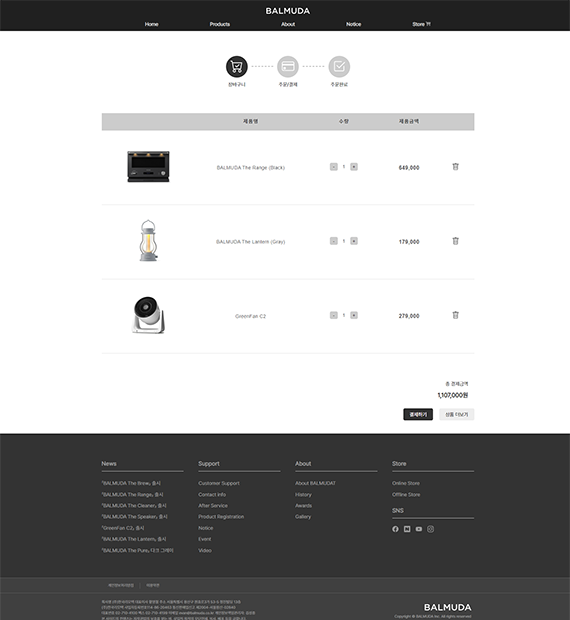 BALMUDA
Home Products About Notice Store
장바구니 주문/결제 주문완료
제품명 수량 제품금액
BALMUDA The Range (Black) - 1 + 649,000
BALMUDA The Lantern (Gray) - 1 + 179,000
GreenFan C2 - 1 + 279,000
총 결제금액
1,107,000원
결제하기 상품 더보기
News Support About Store
「BALMUDA The Brew」 출시 Customer Support About BALMUDAT Online Store
「BALMUDA The Range」 출시 Contact Info History Offline Store
「BALMUDA The Cleaner」 출시 After Service Awards
「BALMUDA The Speaker」 출시 Product Registration Gallery SNS
「GreenFan C2」 출시 Notice
「BALMUDA The Lantern」 출시 Event
「BALMUDA The Pure」 다크 그레이 Video
개인정보처리방침 이용약관
BALMUDA
Copyright © BALMUDA Inc. All rights reserved.